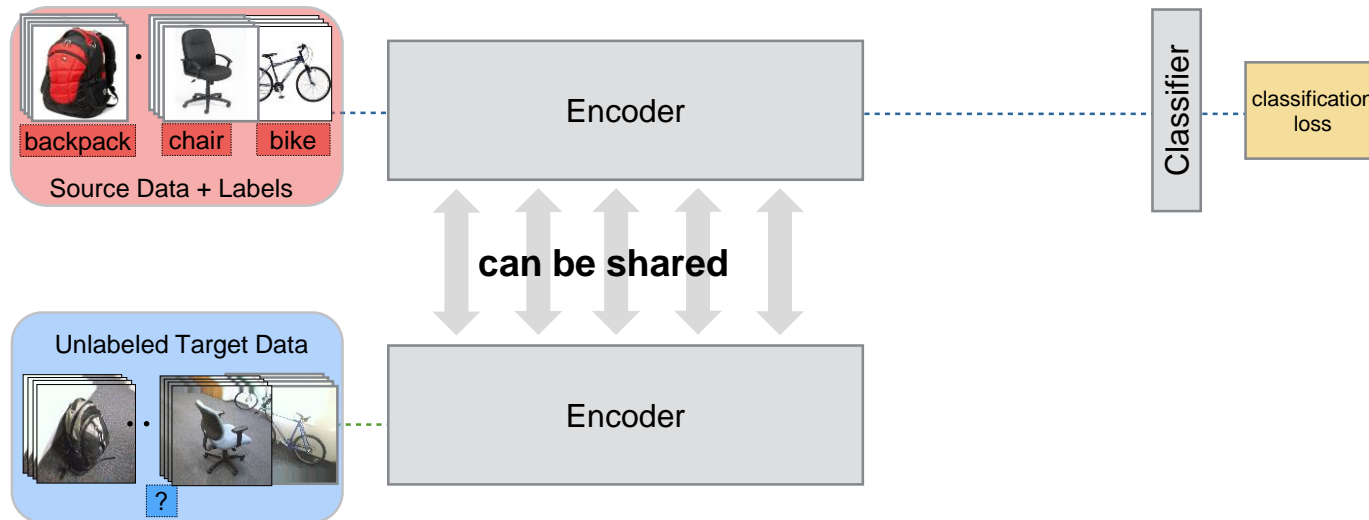 backpack
chair
bike
Source Data + Labels
Encoder
Classifier
classification
loss
can be shared
Unlabeled Target Data
?
Encoder